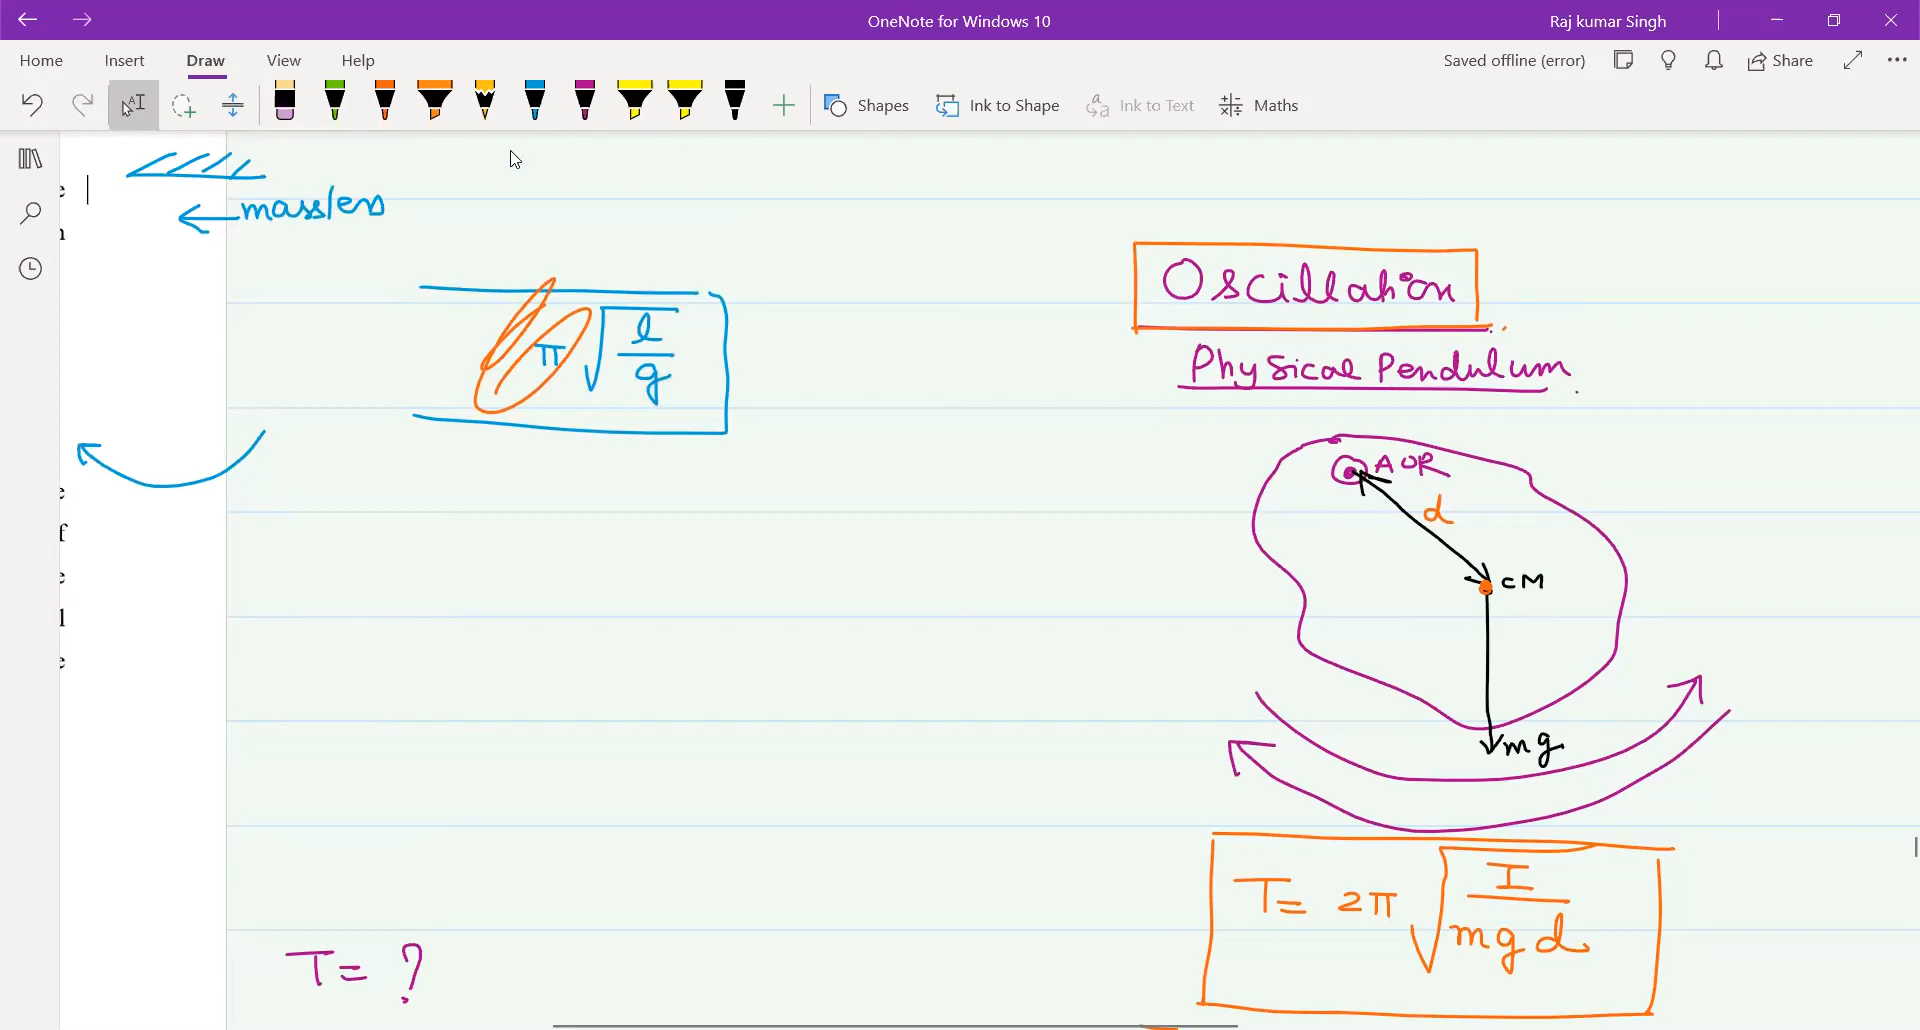 OneNote for Windows 10
Raj kumar Singh
Home Insert Draw View Help
Saved offline (error)
Share
Shapes
Ink to Shape
Ink to Text
Maths
massless
π √ l / g
Oscillation
Physical Pendulum
AOR
d
CM
mg
T = 2π √ I / mgd
T = ?
e
n
e
f
e
l
e